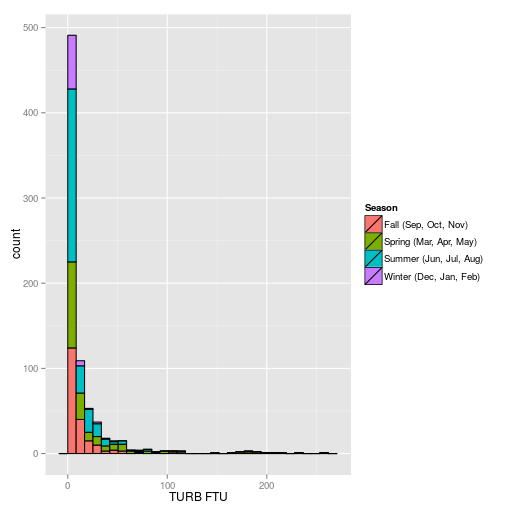 500
400
300
200
100
0
count
0
100
200
TURB FTU
Season
Fall (Sep, Oct, Nov)
Spring (Mar, Apr, May)
Summer (Jun, Jul, Aug)
Winter (Dec, Jan, Feb)